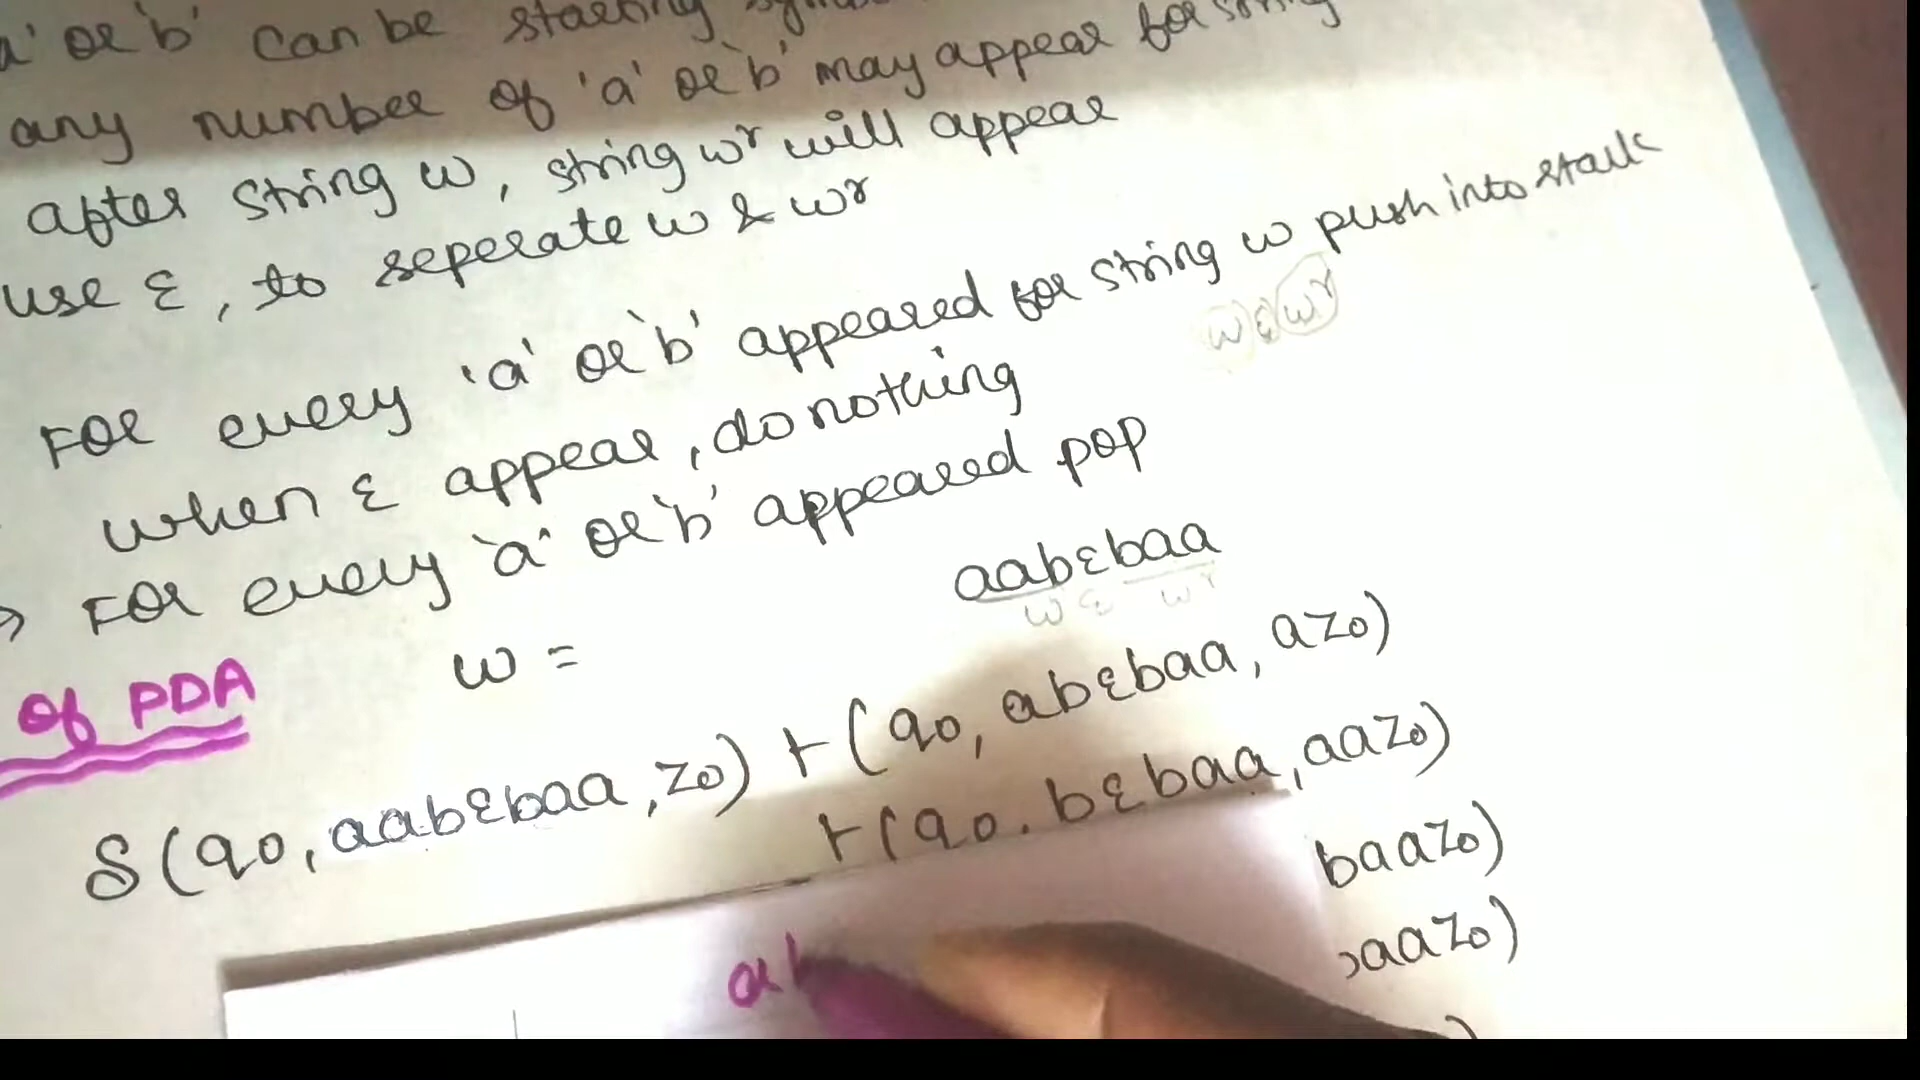 a' or 'b' can be starting
any number of 'a' or 'b' may appear for string
after string w, string wʳ will appear
use ε, to seperate w & wʳ
For every 'a' or 'b' appeared for string w push into stack
wεwʳ
when ε appear, do nothing
For every 'a' or 'b' appeared pop
w = aabεbaa
w ε wʳ
of PDA
δ(q0, aabεbaa, z0) ⊢ (q0, abεbaa, az0)
⊢ (q0, bεbaa, aaz0)
baaz0)
aaz0)